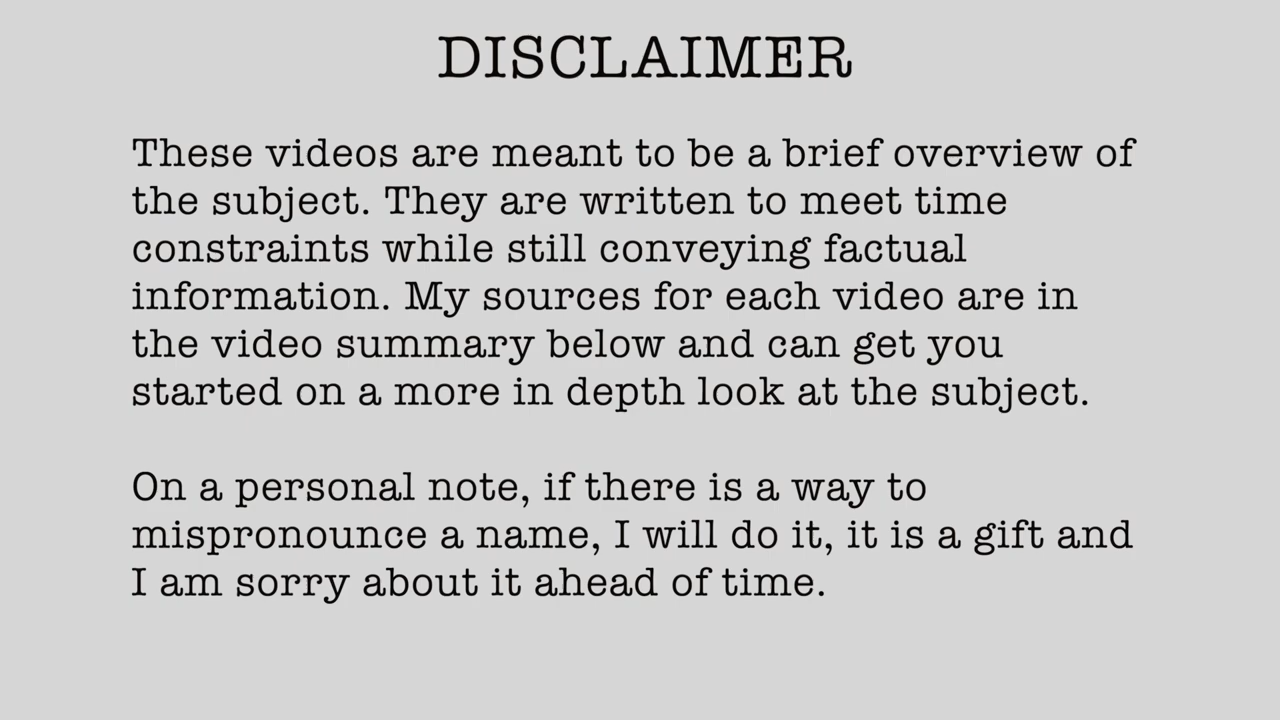 DISCLAIMER
These videos are meant to be a brief overview of
the subject. They are written to meet time
constraints while still conveying factual
information. My sources for each video are in
the video summary below and can get you
started on a more in depth look at the subject.
On a personal note, if there is a way to
mispronounce a name, I will do it, it is a gift and
I am sorry about it ahead of time.